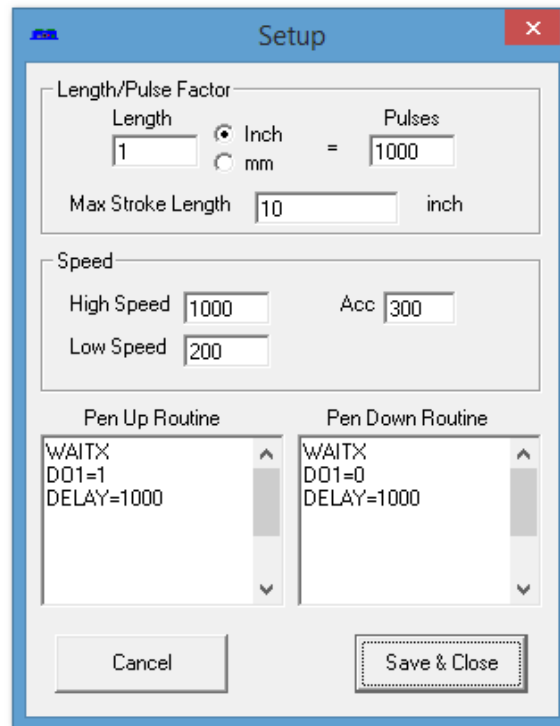 Setup
Length/Pulse Factor
Length
Pulses
1
Inch
mm
=
1000
Max Stroke Length 10 inch
Speed
High Speed 1000 Acc 300
Low Speed 200
Pen Up Routine
WAITX
DO1=1
DELAY=1000
Pen Down Routine
WAITX
DO1=0
DELAY=1000
Cancel
Save & Close